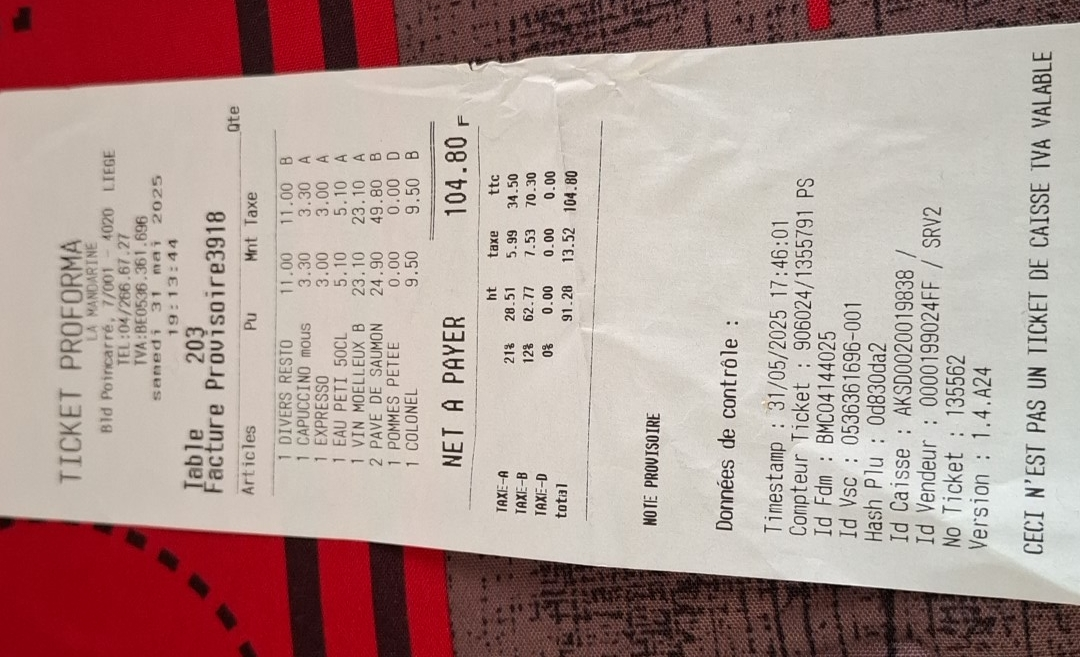 TICKET PROFORMA
LA MANDARINE
Bld Poincarré, 7/001 - 4020 LIEGE
TEL:04/266.67.27
TVA:BE0536.361.696
samedi 31 mai 2025
19:13:44
Table 203
Facture Provisoire3918
Articles Pu Mnt Taxe Qte
1 DIVERS RESTO 11.00 11.00 B
1 CAPUCCINO mous 3.30 3.30 A
1 EXPRESSO 3.00 3.00 A
1 EAU PETI 50CL 5.10 5.10 A
1 VIN MOELLEUX B 23.10 23.10 A
2 PAVE DE SAUMON 24.90 49.80 B
1 POMMES PETEE 0.00 0.00 D
1 COLONEL 9.50 9.50 B
NET A PAYER 104.80 F
ht taxe ttc
TAXE-A 21% 28.51 5.99 34.50
TAXE-B 12% 62.77 7.53 70.30
TAXE-D 0% 0.00 0.00 0.00
total 91.28 13.52 104.80
NOTE PROVISOIRE
Données de contrôle :
Timestamp : 31/05/2025 17:46:01
Compteur Ticket : 906024/1355791 PS
Id Fdm : BMC04144025
Id Vsc : 0536361696-001
Hash Plu : 0d830da2
Id Caisse : AKSD00020019838 /
Id Vendeur : 00001999024FF / SRV2
No Ticket : 135562
Version : 1.4.A24
CECI N'EST PAS UN TICKET DE CAISSE TVA VALABLE